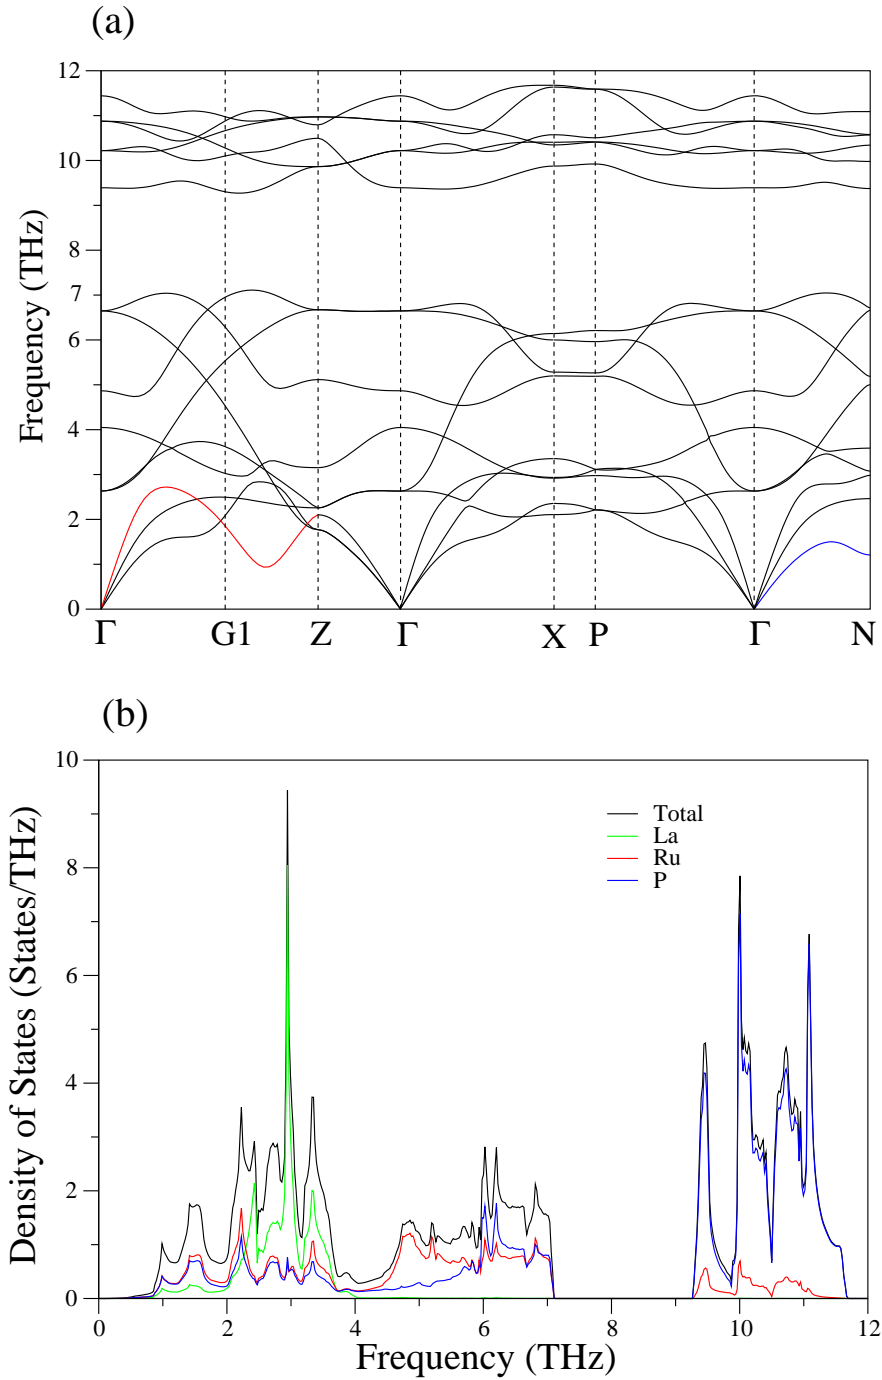 (a)
12
10
8
7
6
4
2
0
Frequency (THz)
Γ G1 Z Γ X P Γ N
(b)
10
8
6
4
2
0
Density of States (States/THz)
Total
La
Ru
P
0 2 4 6 8 10 12
Frequency (THz)